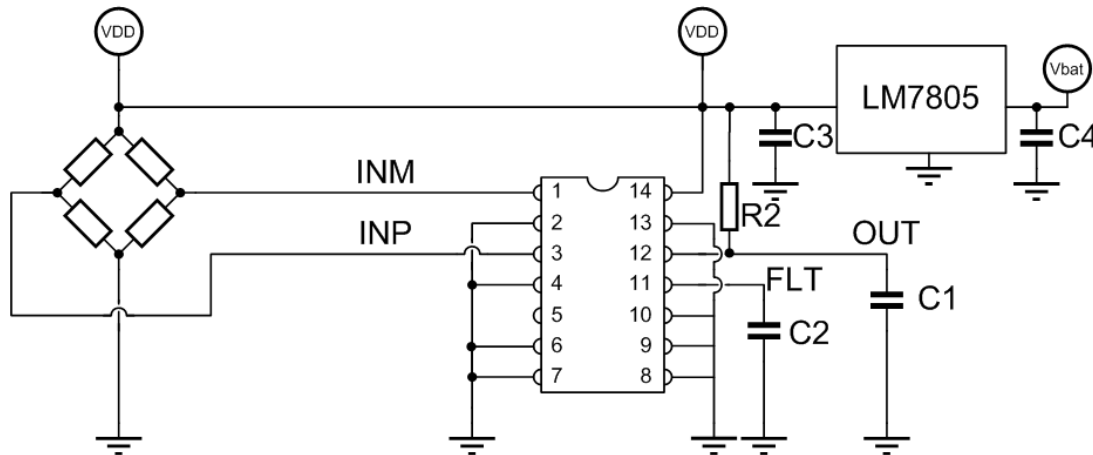 VDD
VDD
Vbat
LM7805
C3
C4
INM
1
14
2
13
R2
INP
3
12
OUT
4
11
FLT
C1
5
10
C2
6
9
7
8